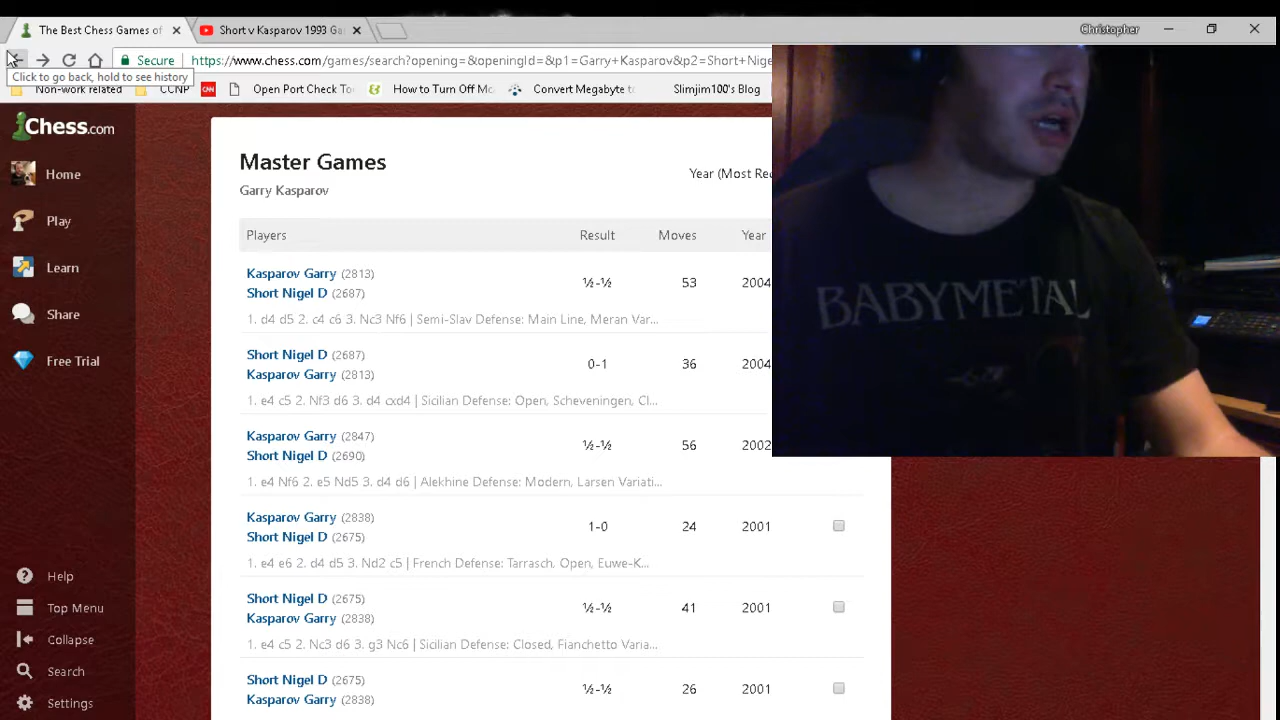 The Best Chess Games of
Short v Kasparov 1993 Ga
Christopher
Secure
https://www.chess.com/games/search?opening=&openingId=&p1=Garry+Kasparov&p2=Short+Nige
Click to go back, hold to see history
Non-work related
CCNP
CNN
Open Port Check To
How to Turn Off Mo
Convert Megabyte to
Slimjim100's Blog
Chess.com
Home
Play
Learn
Share
Free Trial
Help
Top Menu
Collapse
Search
Settings
Master Games
Year (Most Rec
Garry Kasparov
Players Result Moves Year
Kasparov Garry (2813)
Short Nigel D (2687)
½-½ 53 2004
1. d4 d5 2. c4 c6 3. Nc3 Nf6 | Semi-Slav Defense: Main Line, Meran Var...
Short Nigel D (2687)
Kasparov Garry (2813)
0-1 36 2004
1. e4 c5 2. Nf3 d6 3. d4 cxd4 | Sicilian Defense: Open, Scheveningen, Cl...
Kasparov Garry (2847)
Short Nigel D (2690)
½-½ 56 2002
1. e4 Nf6 2. e5 Nd5 3. d4 d6 | Alekhine Defense: Modern, Larsen Variati...
Kasparov Garry (2838)
Short Nigel D (2675)
1-0 24 2001
1. e4 e6 2. d4 d5 3. Nd2 c5 | French Defense: Tarrasch, Open, Euwe-K...
Short Nigel D (2675)
Kasparov Garry (2838)
½-½ 41 2001
1. e4 c5 2. Nc3 d6 3. g3 Nc6 | Sicilian Defense: Closed, Fianchetto Varia...
Short Nigel D (2675)
Kasparov Garry (2838)
½-½ 26 2001
BABYMETAL